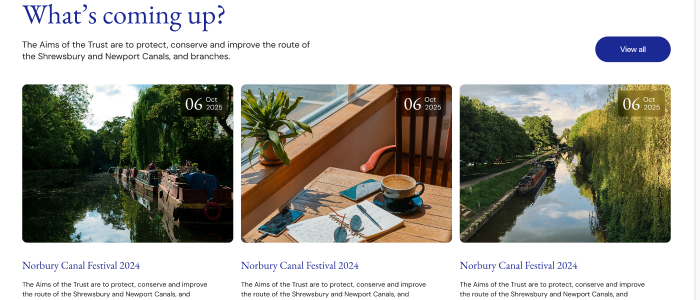 What's coming up?
The Aims of the Trust are to protect, conserve and improve the route of
the Shrewsbury and Newport Canals, and branches.
View all
06 Oct
2025
06 Oct
2025
06 Oct
2025
Norbury Canal Festival 2024
Norbury Canal Festival 2024
Norbury Canal Festival 2024
The Aims of the Trust are to protect, conserve and improve
the route of the Shrewsbury and Newport Canals, and
The Aims of the Trust are to protect, conserve and improve
the route of the Shrewsbury and Newport Canals, and
The Aims of the Trust are to protect, conserve and improve
the route of the Shrewsbury and Newport Canals, and